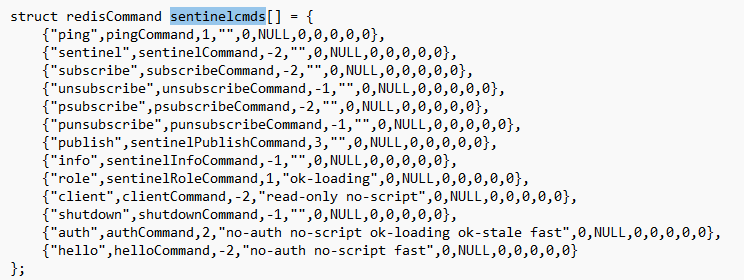 struct redisCommand sentinelcmds[] = {
    {"ping",pingCommand,1,"",0,NULL,0,0,0,0,0},
    {"sentinel",sentinelCommand,-2,"",0,NULL,0,0,0,0,0},
    {"subscribe",subscribeCommand,-2,"",0,NULL,0,0,0,0,0},
    {"unsubscribe",unsubscribeCommand,-1,"",0,NULL,0,0,0,0,0},
    {"psubscribe",psubscribeCommand,-2,"",0,NULL,0,0,0,0,0},
    {"punsubscribe",punsubscribeCommand,-1,"",0,NULL,0,0,0,0,0},
    {"publish",sentinelPublishCommand,3,"",0,NULL,0,0,0,0,0},
    {"info",sentinelInfoCommand,-1,"",0,NULL,0,0,0,0,0},
    {"role",sentinelRoleCommand,1,"ok-loading",0,NULL,0,0,0,0,0},
    {"client",clientCommand,-2,"read-only no-script",0,NULL,0,0,0,0,0},
    {"shutdown",shutdownCommand,-1,"",0,NULL,0,0,0,0,0},
    {"auth",authCommand,2,"no-auth no-script ok-loading ok-stale fast",0,NULL,0,0,0,0,0},
    {"hello",helloCommand,-2,"no-auth no-script fast",0,NULL,0,0,0,0,0}
};